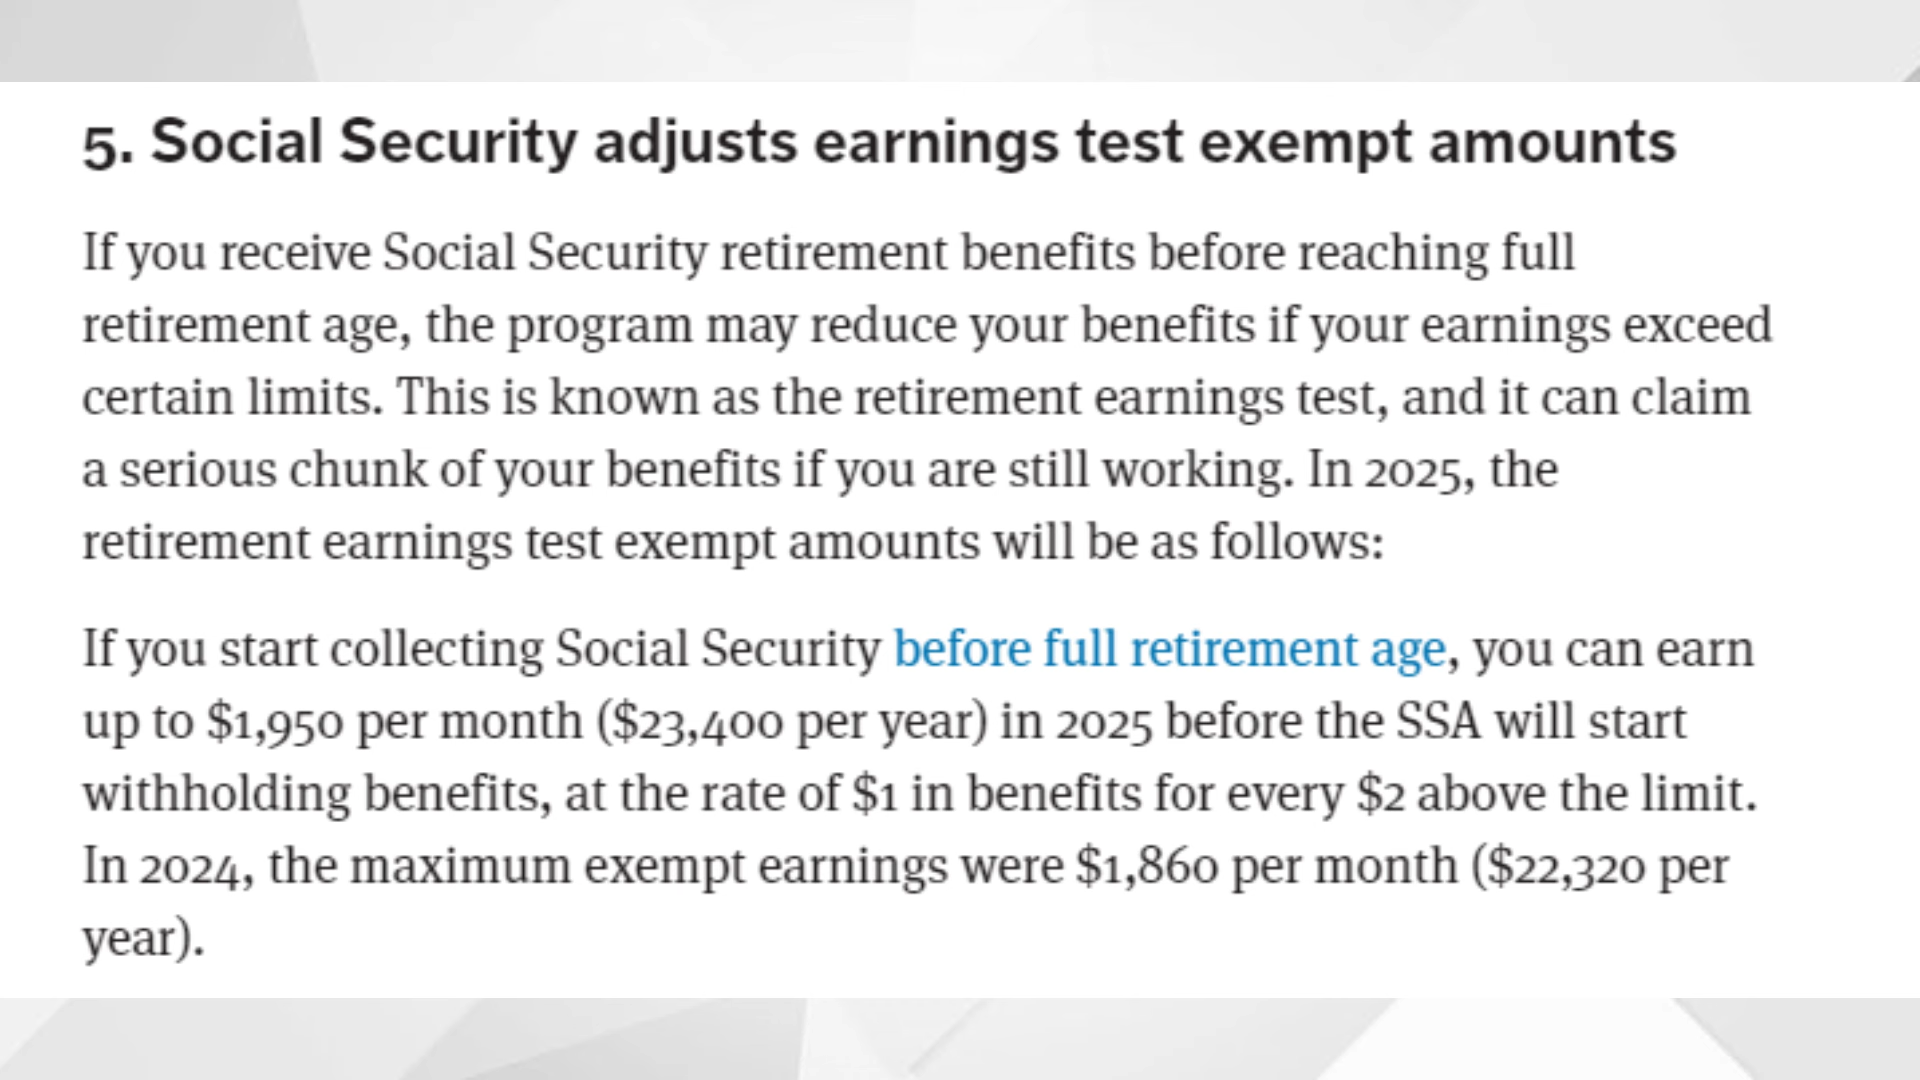 5. Social Security adjusts earnings test exempt amounts
If you receive Social Security retirement benefits before reaching full
retirement age, the program may reduce your benefits if your earnings exceed
certain limits. This is known as the retirement earnings test, and it can claim
a serious chunk of your benefits if you are still working. In 2025, the
retirement earnings test exempt amounts will be as follows:
If you start collecting Social Security before full retirement age, you can earn
up to $1,950 per month ($23,400 per year) in 2025 before the SSA will start
withholding benefits, at the rate of $1 in benefits for every $2 above the limit.
In 2024, the maximum exempt earnings were $1,860 per month ($22,320 per
year).